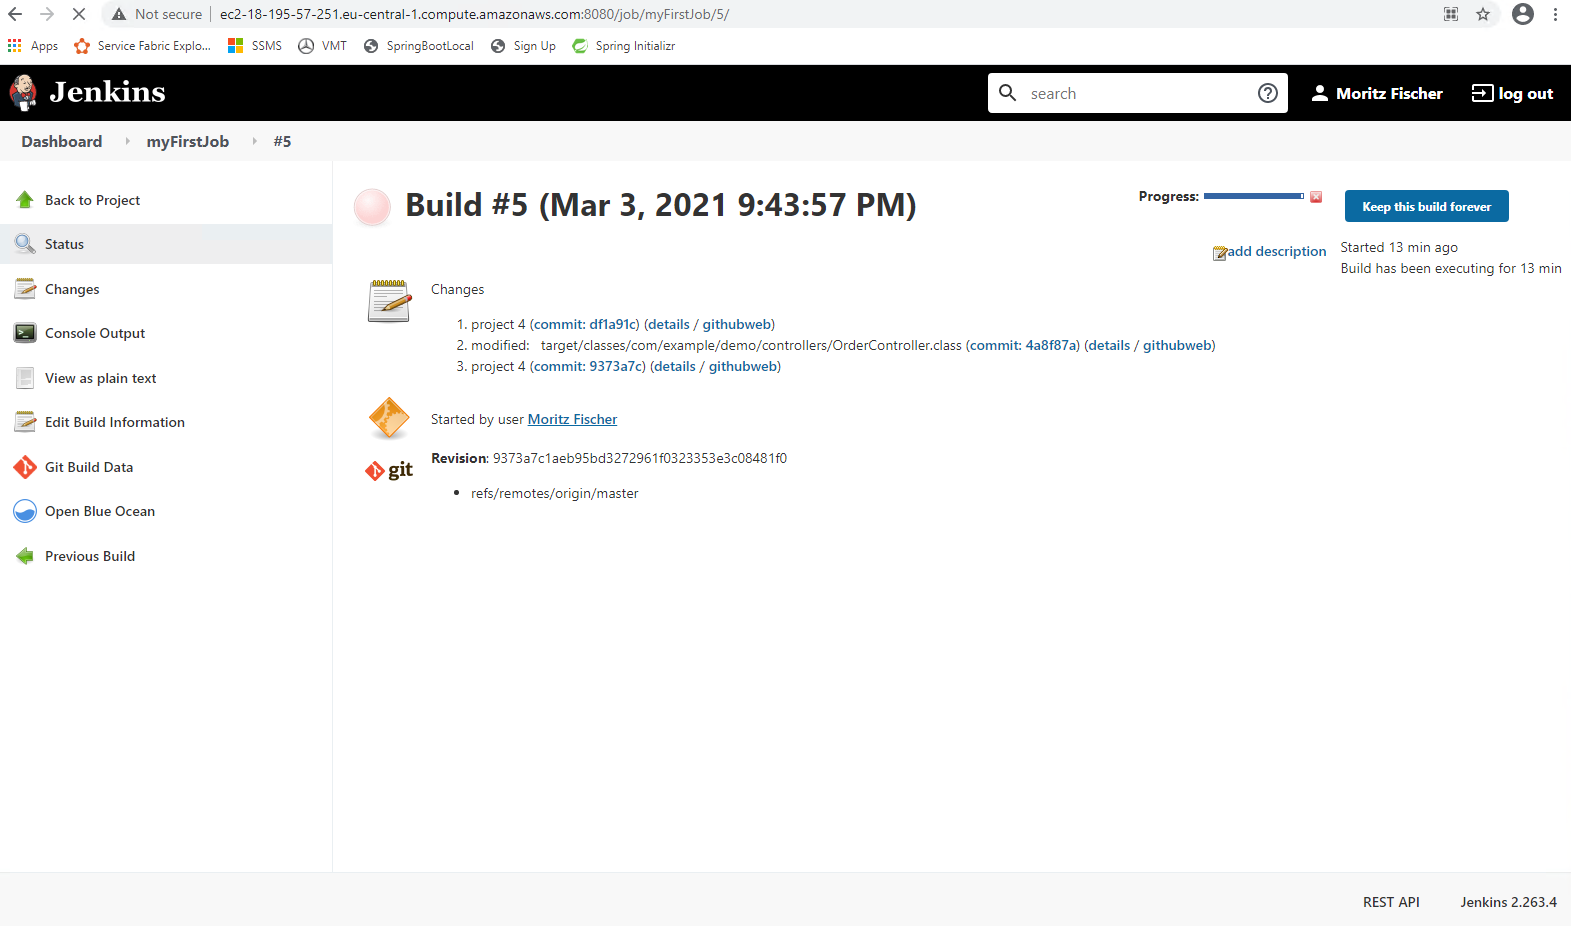 Not secure | ec2-18-195-57-251.eu-central-1.compute.amazonaws.com:8080/job/myFirstJob/5/
Apps Service Fabric Explo... SSMS VMT SpringBootLocal Sign Up Spring Initializr
Jenkins search Moritz Fischer log out
Dashboard myFirstJob #5
Back to Project
Status
Changes
Console Output
View as plain text
Edit Build Information
Git Build Data
Open Blue Ocean
Previous Build
Build #5 (Mar 3, 2021 9:43:57 PM)
Progress:
Keep this build forever
add description
Started 13 min ago
Build has been executing for 13 min
Changes
1. project 4 (commit: df1a91c) (details / githubweb)
2. modified: target/classes/com/example/demo/controllers/OrderController.class (commit: 4a8f87a) (details / githubweb)
3. project 4 (commit: 9373a7c) (details / githubweb)
Started by user Moritz Fischer
git
Revision: 9373a7c1aeb95bd3272961f0323353e3c08481f0
• refs/remotes/origin/master
REST API Jenkins 2.263.4